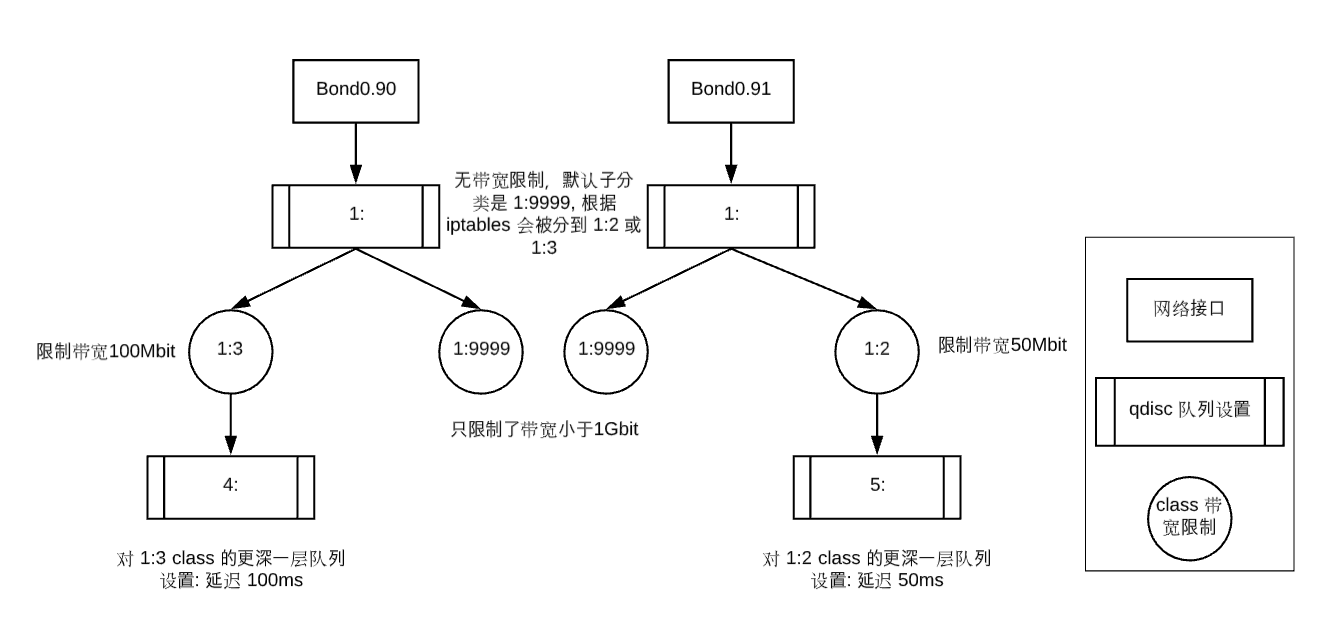 Bond0.90
Bond0.91
1:
无带宽限制，默认子分
类是 1:9999, 根据
iptables 会被分到 1:2 或
1:3
1:
限制带宽100Mbit
1:3
1:9999
1:9999
1:2
限制带宽50Mbit
只限制了带宽小于1Gbit
4:
5:
对 1:3 class 的更深一层队列
设置: 延迟 100ms
对 1:2 class 的更深一层队列
设置: 延迟 50ms
网络接口
qdisc 队列设置
class 带
宽限制